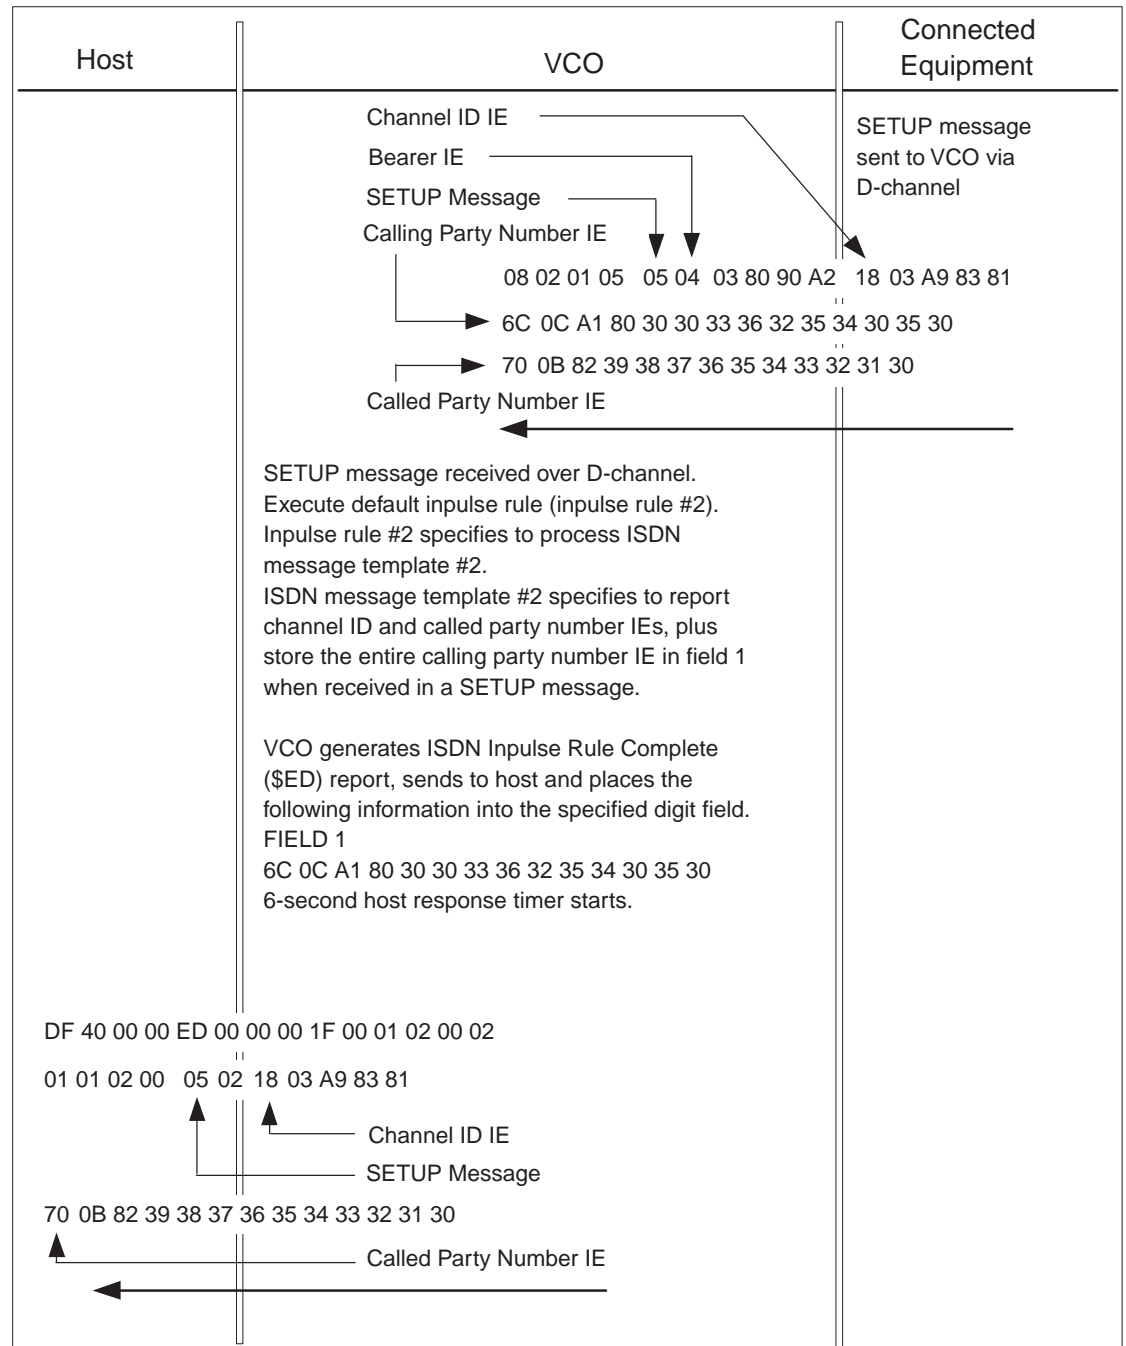 Host
VCO
Connected
Equipment
Channel ID IE
Bearer IE
SETUP Message
Calling Party Number IE
SETUP message
sent to VCO via
D-channel
08 02 01 05 05 04 03 80 90 A2 18 03 A9 83 81
6C 0C A1 80 30 30 33 36 32 35 34 30 35 30
70 0B 82 39 38 37 36 35 34 33 32 31 30
Called Party Number IE
SETUP message received over D-channel.
Execute default inpulse rule (inpulse rule #2).
Inpulse rule #2 specifies to process ISDN
message template #2.
ISDN message template #2 specifies to report
channel ID and called party number IEs, plus
store the entire calling party number IE in field 1
when received in a SETUP message.
VCO generates ISDN Inpulse Rule Complete
($ED) report, sends to host and places the
following information into the specified digit field.
FIELD 1
6C 0C A1 80 30 30 33 36 32 35 34 30 35 30
6-second host response timer starts.
DF 40 00 00 ED 00 00 00 1F 00 01 02 00 02
01 01 02 00 05 02 18 03 A9 83 81
Channel ID IE
SETUP Message
70 0B 82 39 38 37 36 35 34 33 32 31 30
Called Party Number IE